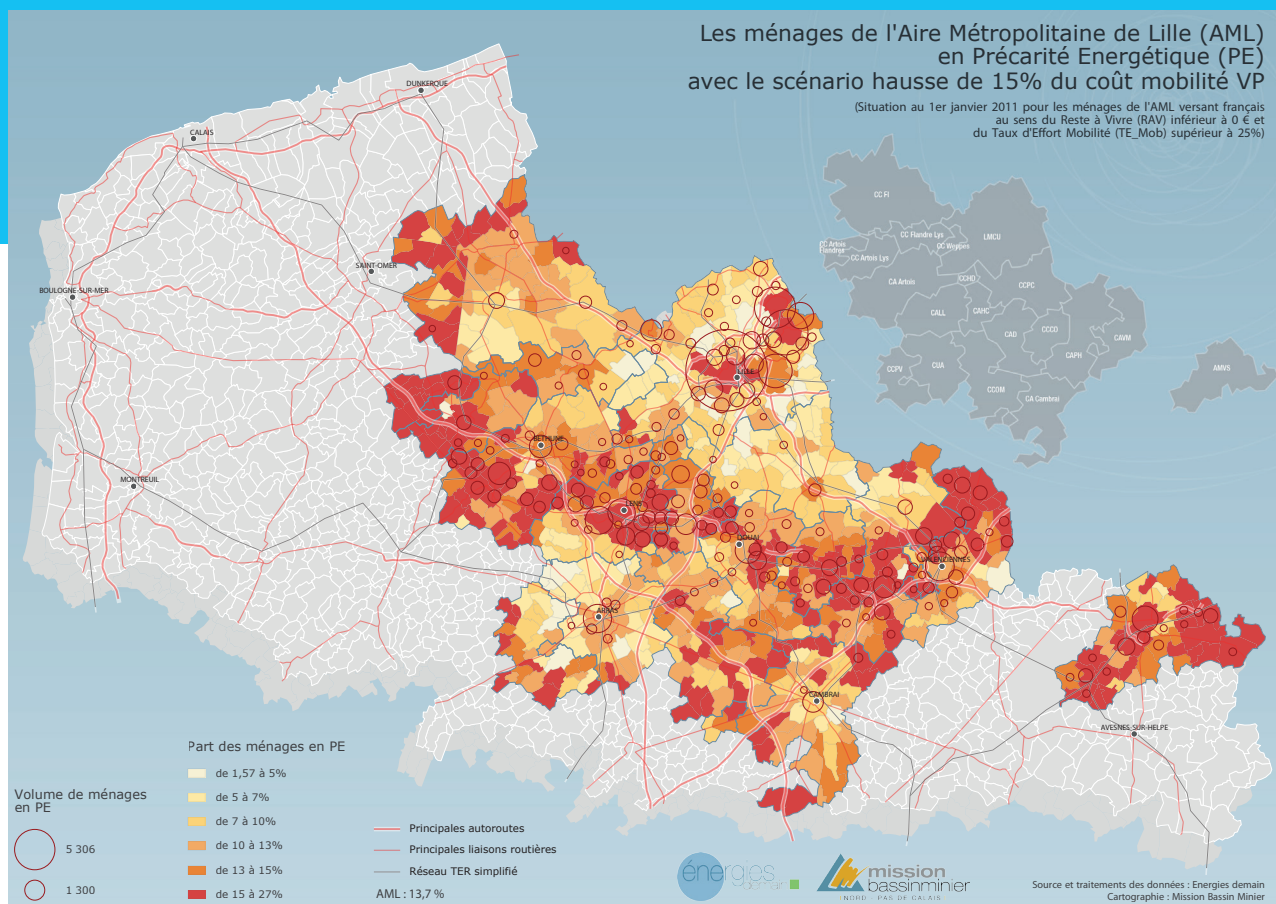 Les ménages de l'Aire Métropolitaine de Lille (AML)
en Précarité Energétique (PE)
avec le scénario hausse de 15% du coût mobilité VP
(Situation au 1er janvier 2011 pour les ménages de l'AML versant français
au sens du Reste à Vivre (RAV) inférieur à 0 € et
du Taux d'Effort Mobilité (TE_Mob) supérieur à 25%)
DUNKERQUE
CALAIS
SAINT-OMER
BOULOGNE-SUR-MER
MONTREUIL
BETHUNE
LILLE
LENS
DOUAI
VALENCIENNES
ARRAS
CAMBRAI
AVESNES-SUR-HELPE
CC FI
CC Flandre Lys
CC Weppes
LMCU
CC Artois
Flandres
CC Artois Lys
CA Artois
CCHD
CCPC
CALL
CAHC
CAD
CCCO
CAPH
CAVM
CCPV
CUA
CCOM
CA Cambrai
AMVS
Part des ménages en PE
de 1,57 à 5%
de 5 à 7%
de 7 à 10%
de 10 à 13%
de 13 à 15%
de 15 à 27%
Volume de ménages
en PE
5 306
1 300
Principales autoroutes
Principales liaisons routières
Réseau TER simplifié
AML : 13,7 %
énergies
demain
mission
bassinminier
NORD PAS DE CALAIS
Source et traitements des données : Energies demain
Cartographie : Mission Bassin Minier